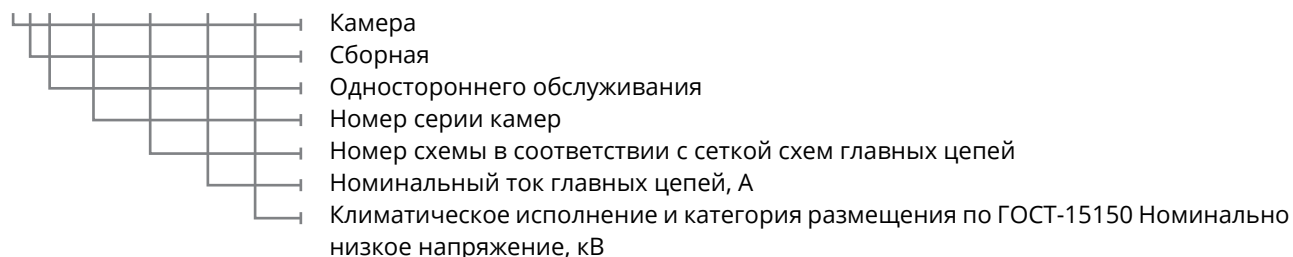 Камера
Сборная
Одностороннего обслуживания
Номер серии камер
Номер схемы в соответствии с сеткой схем главных цепей
Номинальный ток главных цепей, А
Климатическое исполнение и категория размещения по ГОСТ-15150 Номинально
низкое напряжение, кВ